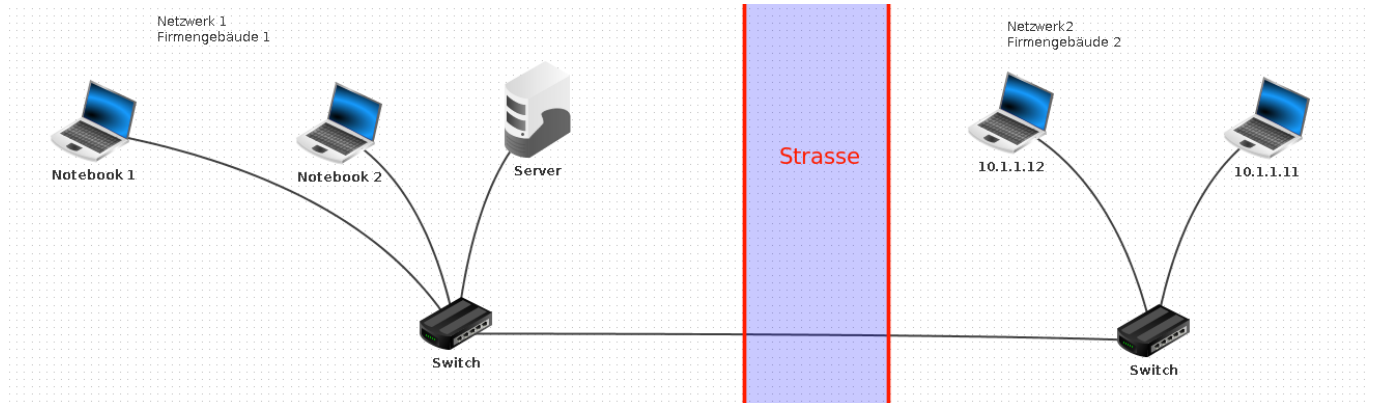 Netzwerk 1
Firmengebäude 1
Netzwerk2
Firmengebäude 2
Notebook 1
Notebook 2
Server
Strasse
10.1.1.12
10.1.1.11
Switch
Switch